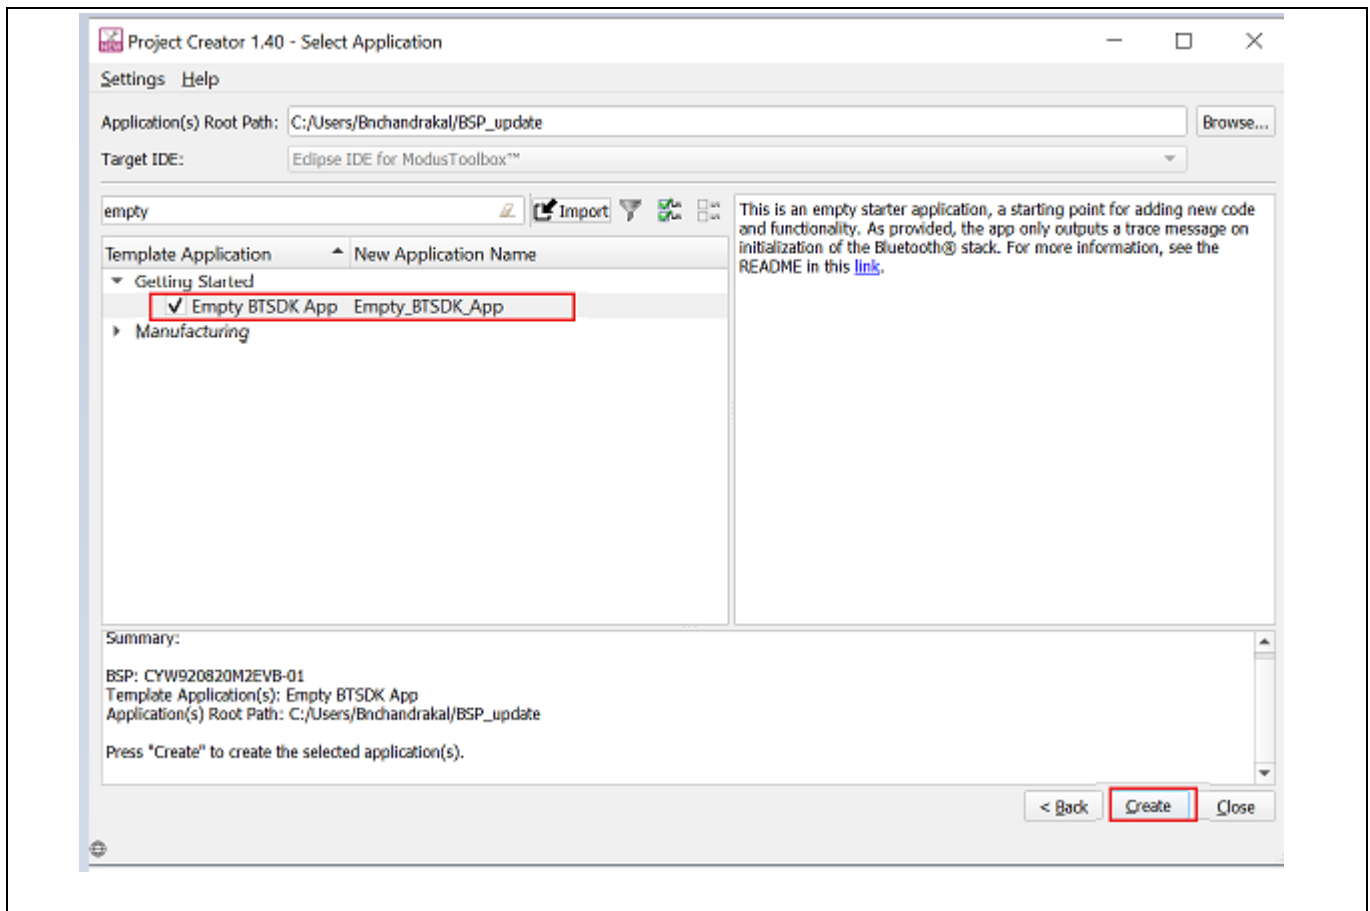 Project Creator 1.40 - Select Application
Settings Help
Application(s) Root Path: C:/Users/Bnchandrakal/BSP_update Browse...
Target IDE: Eclipse IDE for ModusToolbox™
empty Import
Template Application New Application Name
Getting Started
Empty BTSDK App Empty_BTSDK_App
Manufacturing
This is an empty starter application, a starting point for adding new code
and functionality. As provided, the app only outputs a trace message on
initialization of the Bluetooth® stack. For more information, see the
README in this link.
Summary:
BSP: CYW920820M2EVB-01
Template Application(s): Empty BTSDK App
Application(s) Root Path: C:/Users/Bnchandrakal/BSP_update
Press "Create" to create the selected application(s).
< Back Create Close